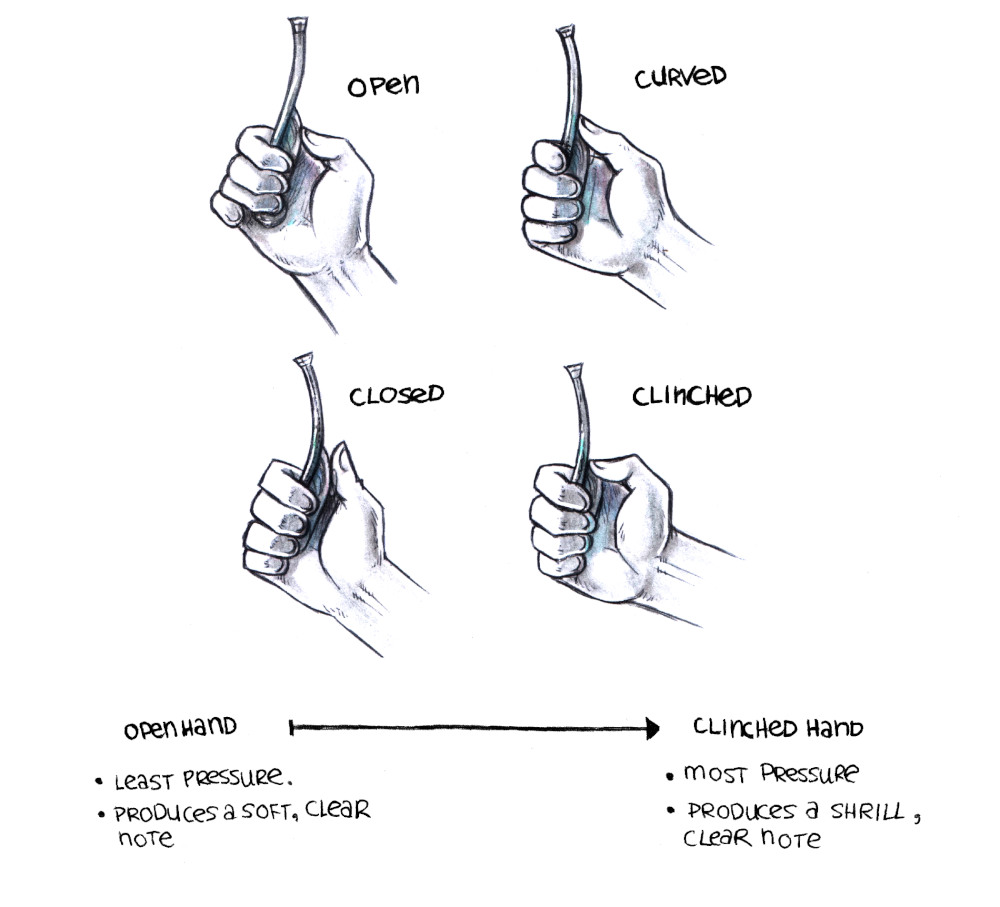 OPEN
CURVED
CLOSED
CLINCHED
OPEN HAND
CLINCHED HAND
• LEAST PRESSURE.
• PRODUCES A SOFT, CLEAR
NOTE
• MOST PRESSURE
• PRODUCES A SHRILL,
CLEAR NOTE